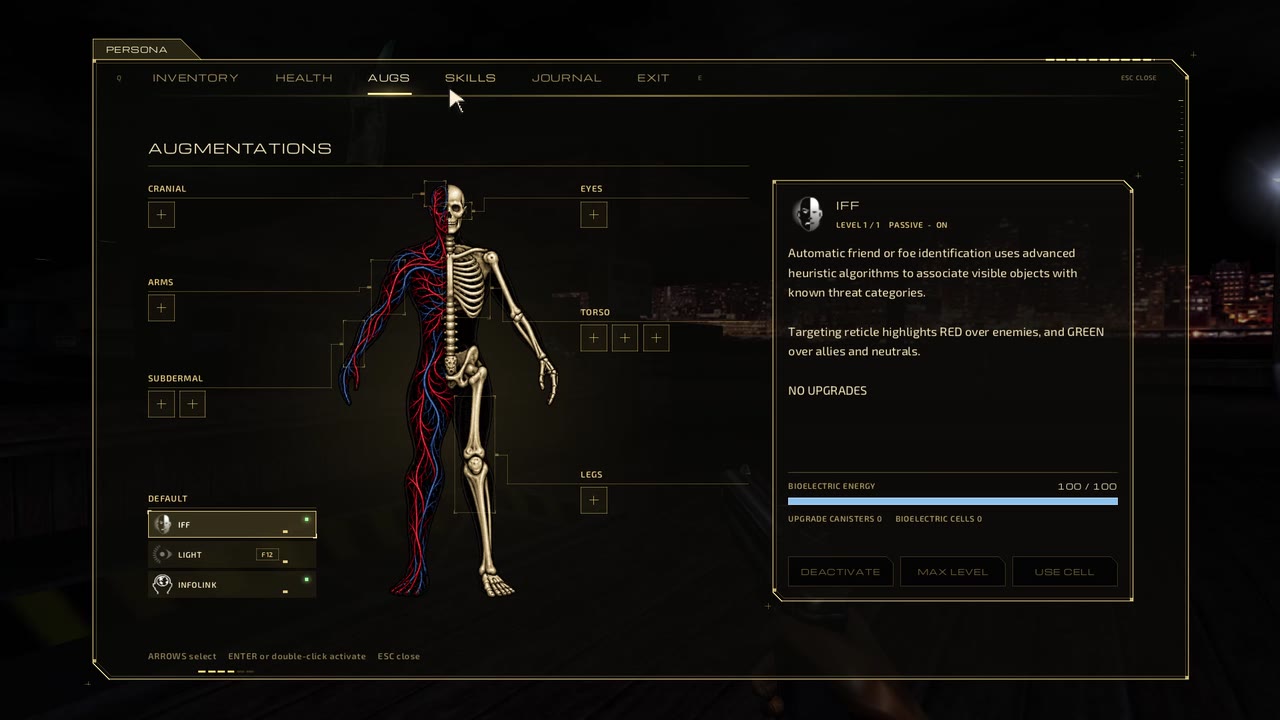 PERSONA
Q INVENTORY HEALTH AUGS SKILLS JOURNAL EXIT E ESC CLOSE
AUGMENTATIONS
CRANIAL
EYES
ARMS
TORSO
SUBDERMAL
LEGS
DEFAULT
IFF
LIGHT F12
INFOLINK
IFF
LEVEL 1 / 1 PASSIVE - ON
Automatic friend or foe identification uses advanced
heuristic algorithms to associate visible objects with
known threat categories.
Targeting reticle highlights RED over enemies, and GREEN
over allies and neutrals.
NO UPGRADES
BIOELECTRIC ENERGY 100 / 100
UPGRADE CANISTERS 0 BIOELECTRIC CELLS 0
DEACTIVATE MAX LEVEL USE CELL
ARROWS select ENTER or double-click activate ESC close